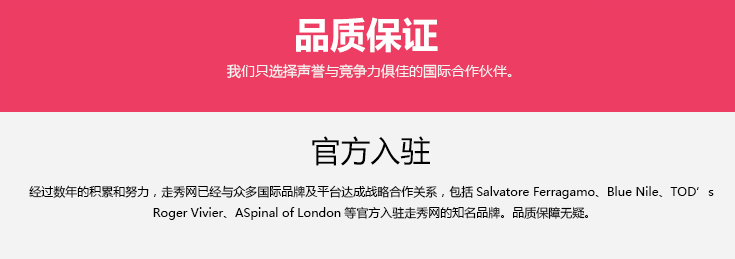 品质保证
我们只选择声誉与竞争力俱佳的国际合作伙伴。
官方入驻
经过数年的积累和努力，走秀网已经与众多国际品牌及平台达成战略合作关系，包括 Salvatore Ferragamo、Blue Nile、TOD’s
Roger Vivier、ASpinal of London 等官方入驻走秀网的知名品牌。品质保障无疑。